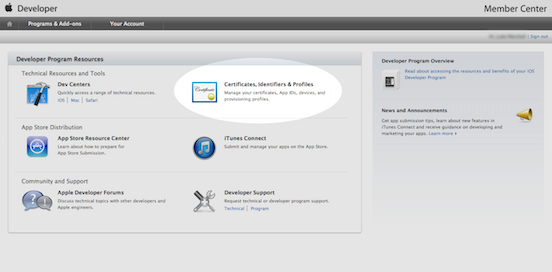 Developer
Member Center
Programs & Add-ons
Your Account
Sign out
Developer Program Resources
Technical Resources and Tools
Dev Centers
Quickly access a range of technical resources.
iOS | Mac | Safari
Certificates, Identifiers & Profiles
Manage your certificates, App IDs, devices, and
provisioning profiles.
App Store Distribution
App Store Resource Center
Learn about how to prepare for
App Store Submission.
iTunes Connect
Submit and manage your apps on the App Store.
Community and Support
Apple Developer Forums
Discuss technical topics with other developers and
Apple engineers.
Developer Support
Request technical or developer program support.
Technical | Program
Developer Program Overview
Read about accessing the resources and benefits of your iOS
Developer Program
News and Announcements
Get app submission tips, learn about new features in
iTunes Connect and receive guidance on developing and
marketing your apps. Learn more ›